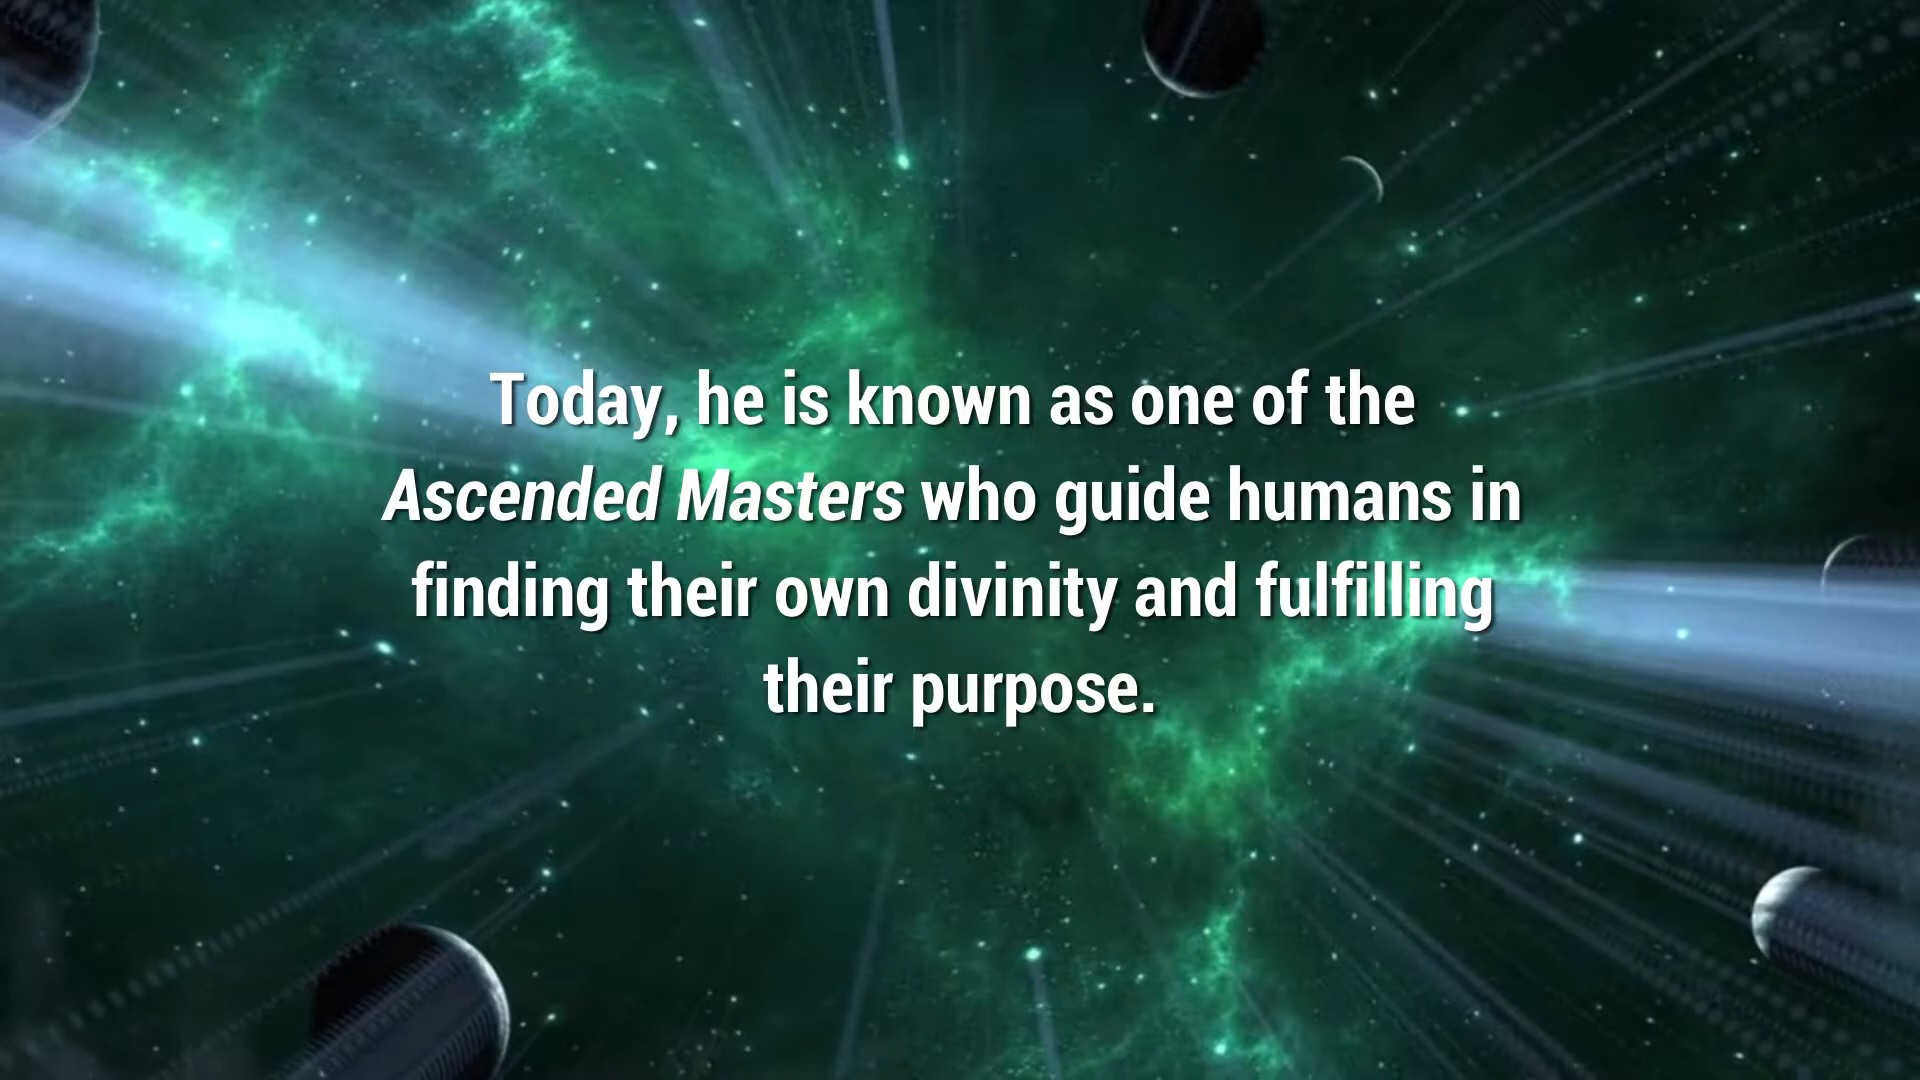 Today, he is known as one of the
Ascended Masters who guide humans in
finding their own divinity and fulfilling
their purpose.